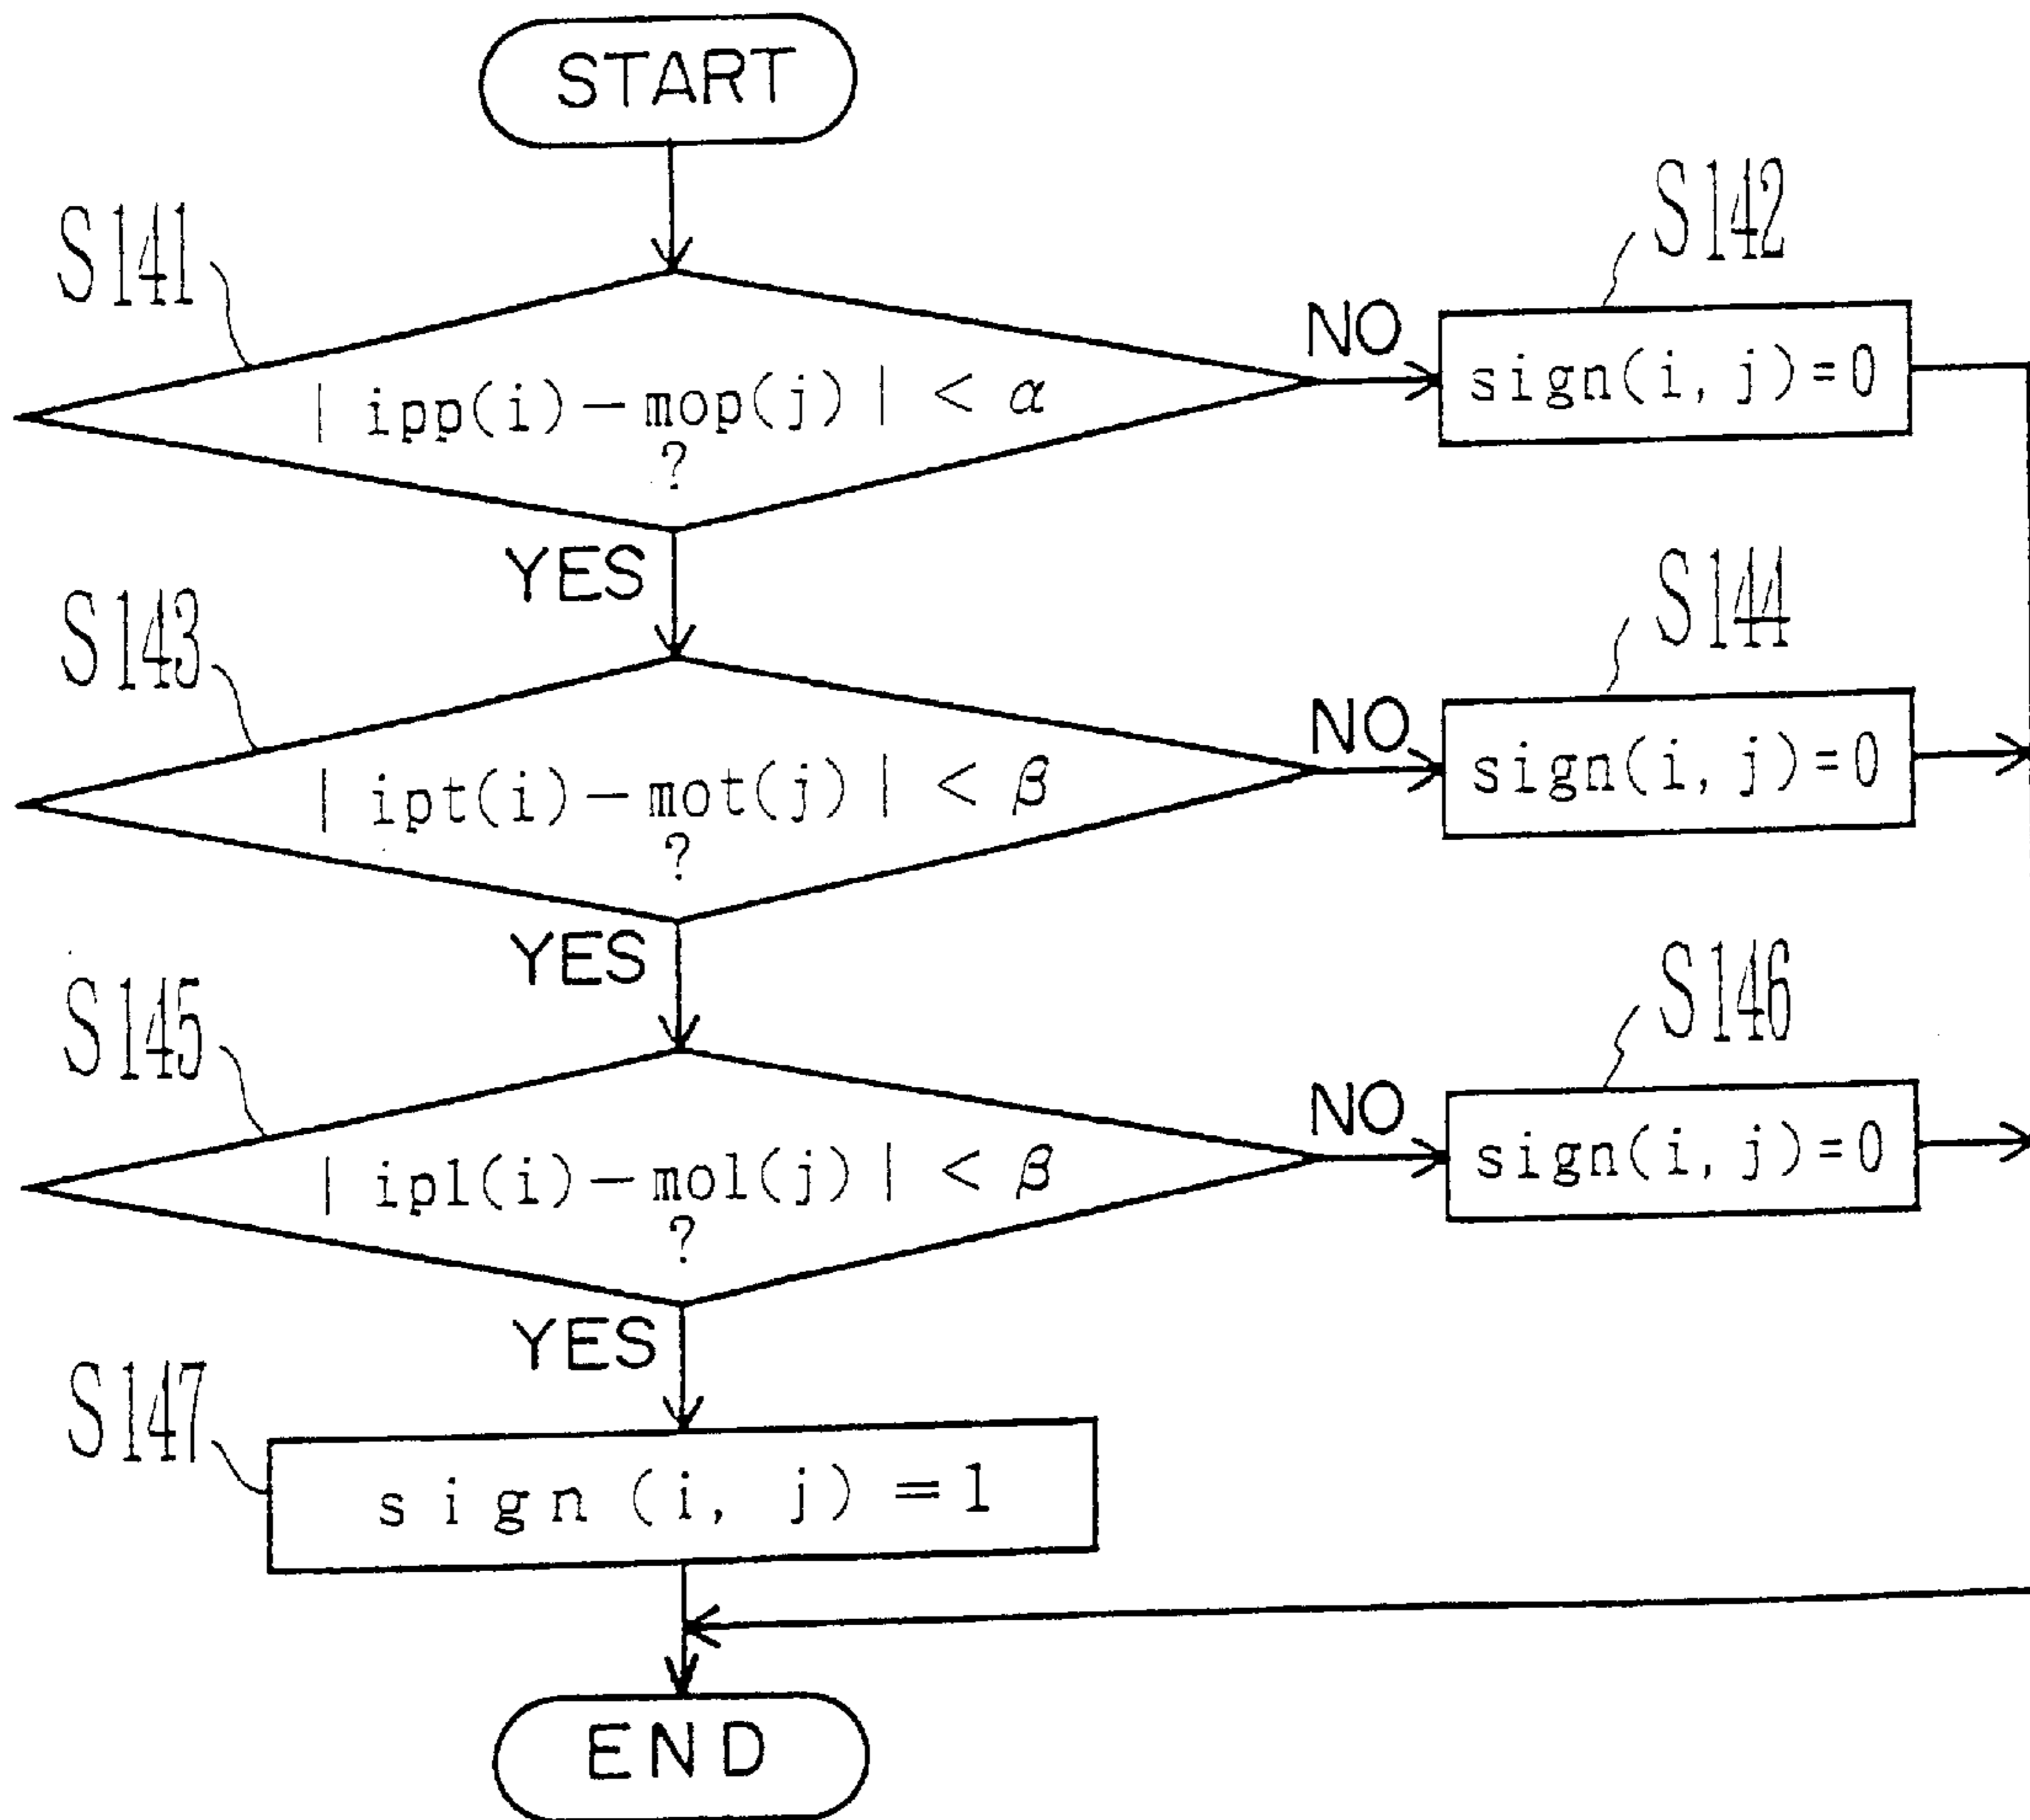 START
S141
S142
| ipp(i)−mop(j) | < α
?
NO
sign(i, j)=0
YES
S143
S144
| ipt(i)−mot(j) | < β
?
NO
sign(i, j)=0
YES
S145
S146
| ipl(i)−mol(j) | < β
?
NO
sign(i, j)=0
YES
S147
sign (i, j) =1
END